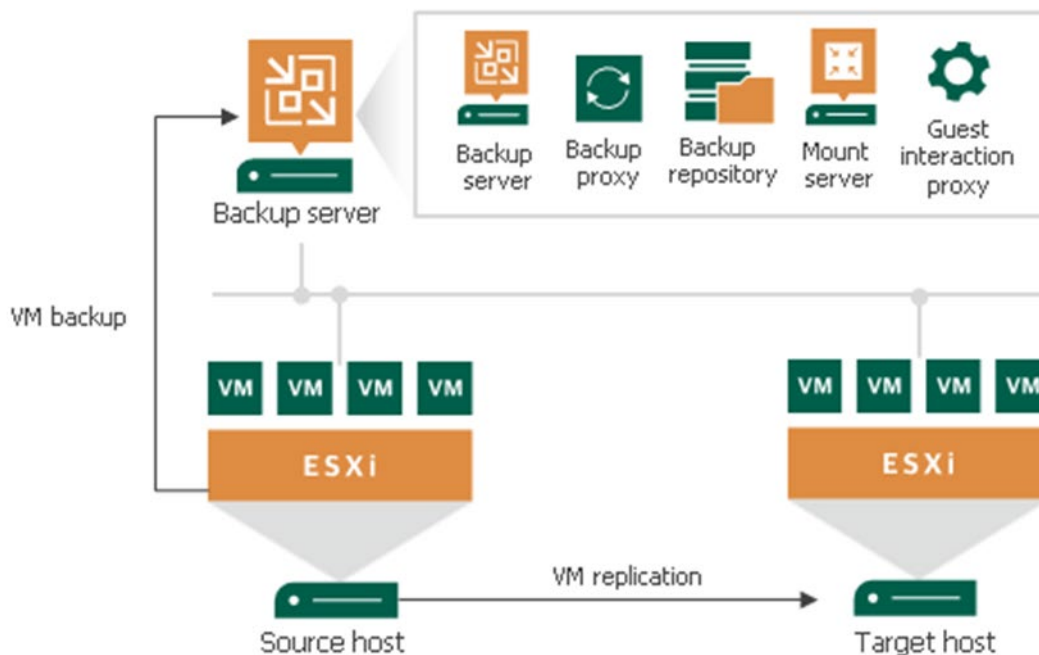 Backup
server
Backup
proxy
Backup
repository
Mount
server
Guest
interaction
proxy
Backup server
VM backup
VM VM VM VM
VM VM VM VM
ESXi
ESXi
VM replication
Source host
Target host